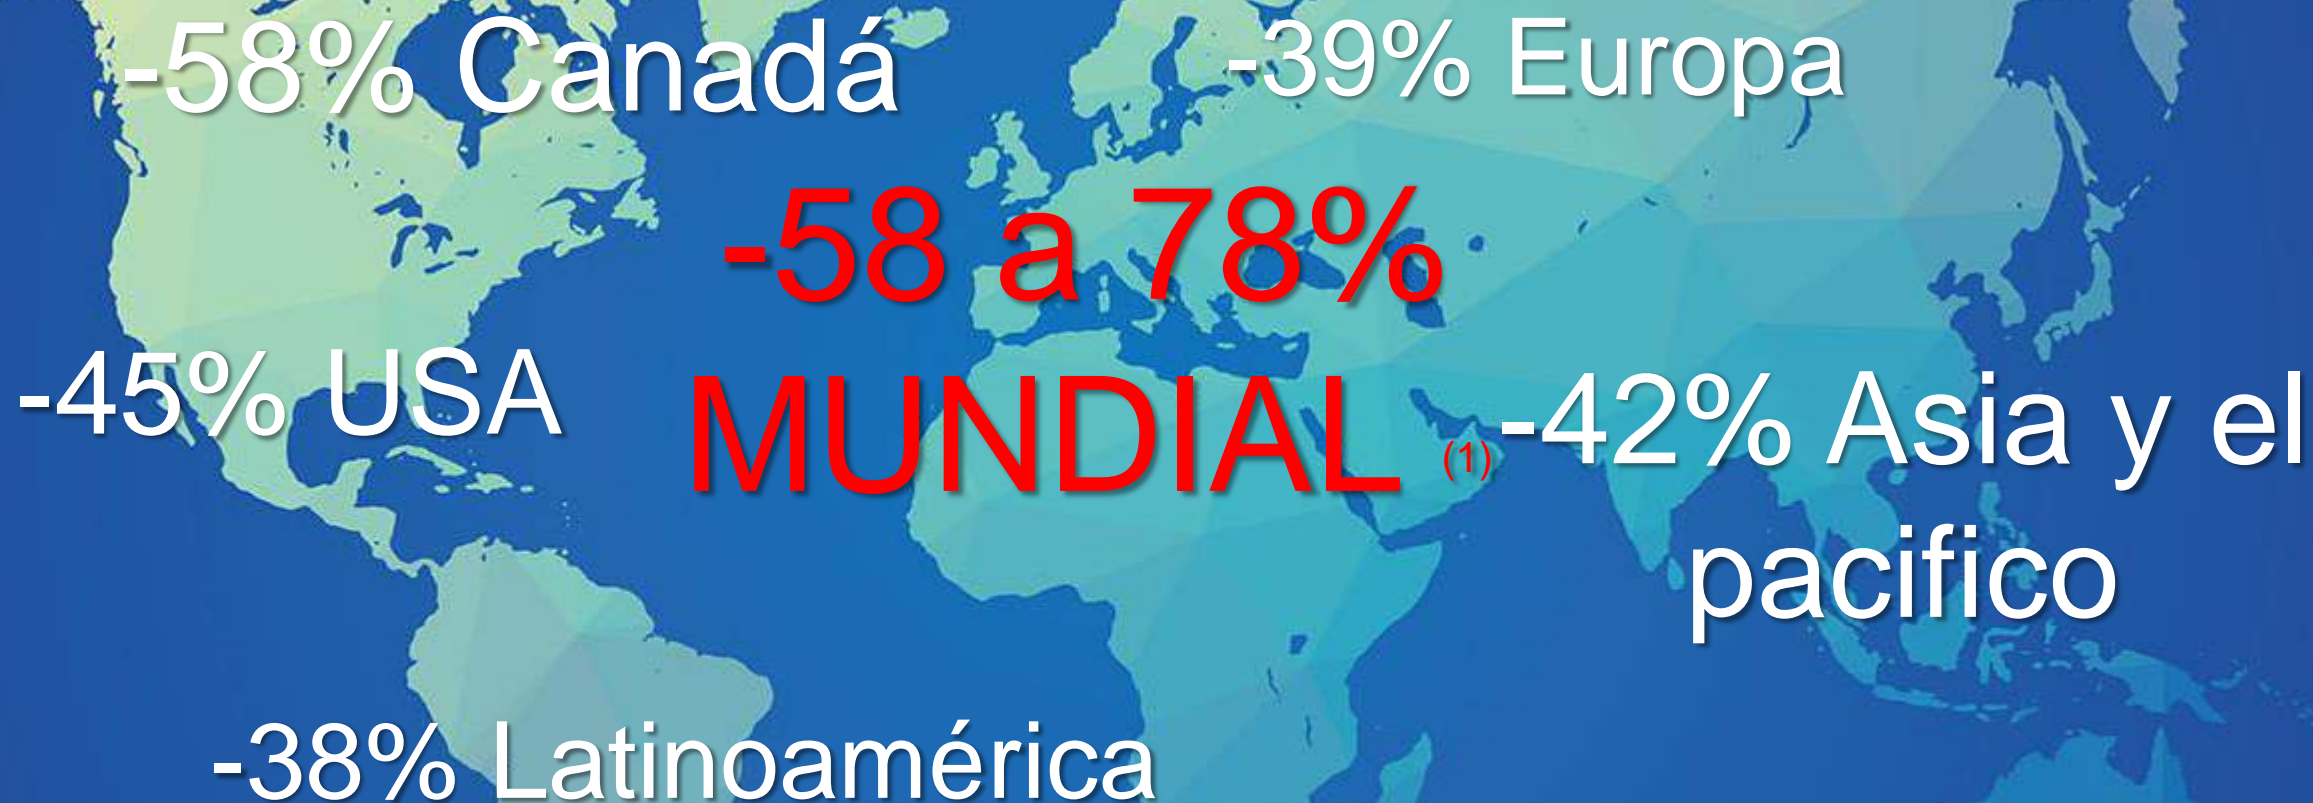 -58% Canadá
-39% Europa
-58 a 78%
MUNDIAL (1)
-45% USA
-42% Asia y el
pacifico
-38% Latinoamérica